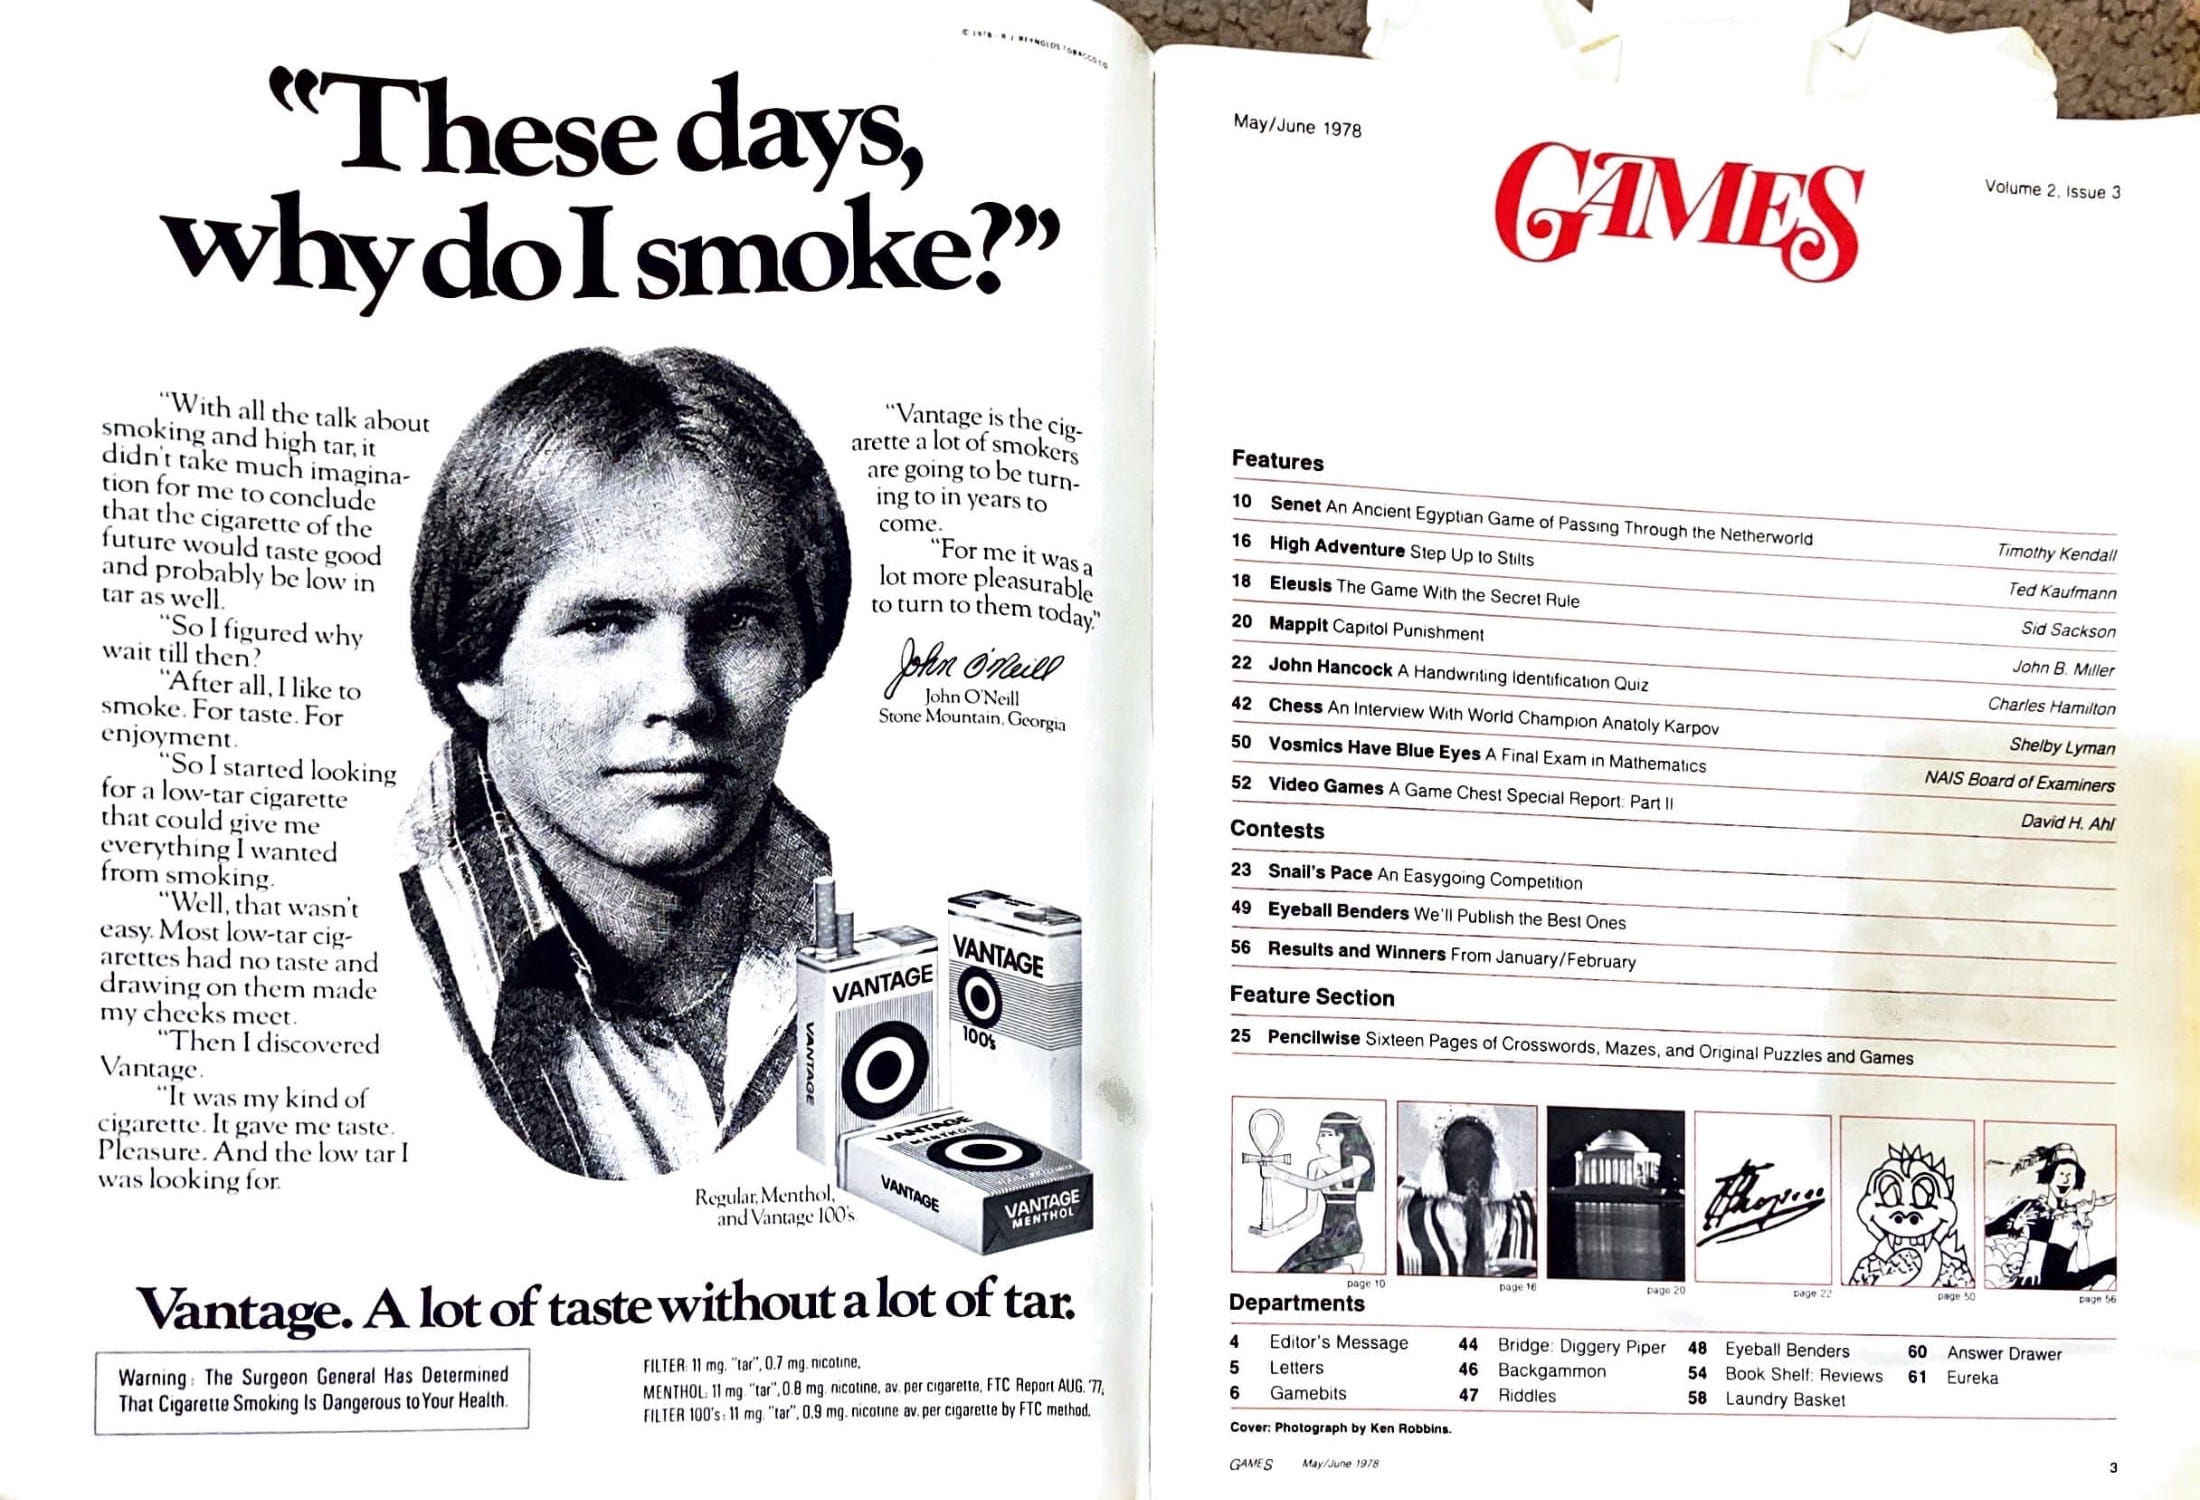 © 1978 R.J. REYNOLDS TOBACCO CO.
“These days,
why do I smoke?”
“With all the talk about
smoking and high tar, it
didn't take much imagina-
tion for me to conclude
that the cigarette of the
future would taste good
and probably be low in
tar as well.
“So I figured why
wait till then?
“After all, I like to
smoke. For taste. For
enjoyment.
“So I started looking
for a low-tar cigarette
that could give me
everything I wanted
from smoking.
“Well, that wasn't
easy. Most low-tar cig-
arettes had no taste and
drawing on them made
my cheeks meet.
“Then I discovered
Vantage.
“It was my kind of
cigarette. It gave me taste.
Pleasure. And the low tar I
was looking for.
“Vantage is the cig-
arette a lot of smokers
are going to be turn-
ing to in years to
come.
“For me it was a
lot more pleasurable
to turn to them today.”
John O'Neill
John O'Neill
Stone Mountain, Georgia
VANTAGE
VANTAGE
VANTAGE
100's
VANTAGE
MENTHOL
VANTAGE
VANTAGE
MENTHOL
Regular, Menthol,
and Vantage 100's.
Vantage. A lot of taste without a lot of tar.
Warning: The Surgeon General Has Determined
That Cigarette Smoking Is Dangerous to Your Health.
FILTER: 11 mg. "tar", 0.7 mg. nicotine,
MENTHOL: 11 mg. "tar", 0.8 mg. nicotine, av. per cigarette, FTC Report AUG. '77;
FILTER 100's: 11 mg. "tar", 0.9 mg. nicotine av. per cigarette by FTC method.
May/June 1978
GAMES
Volume 2, Issue 3
Features
10 Senet An Ancient Egyptian Game of Passing Through the Netherworld Timothy Kendall
16 High Adventure Step Up to Stilts Ted Kaufmann
18 Eleusis The Game With the Secret Rule Sid Sackson
20 Mappit Capitol Punishment John B. Miller
22 John Hancock A Handwriting Identification Quiz Charles Hamilton
42 Chess An Interview With World Champion Anatoly Karpov Shelby Lyman
50 Vosmics Have Blue Eyes A Final Exam in Mathematics NAIS Board of Examiners
52 Video Games A Game Chest Special Report: Part II David H. Ahl
Contests
23 Snail's Pace An Easygoing Competition
49 Eyeball Benders We'll Publish the Best Ones
56 Results and Winners From January/February
Feature Section
25 Pencilwise Sixteen Pages of Crosswords, Mazes, and Original Puzzles and Games
page 10
page 16
page 20
page 22
page 50
page 56
Departments
4 Editor's Message
5 Letters
6 Gamebits
44 Bridge: Diggery Piper
46 Backgammon
47 Riddles
48 Eyeball Benders
54 Book Shelf: Reviews
58 Laundry Basket
60 Answer Drawer
61 Eureka
Cover: Photograph by Ken Robbins.
GAMES May/June 1978
3